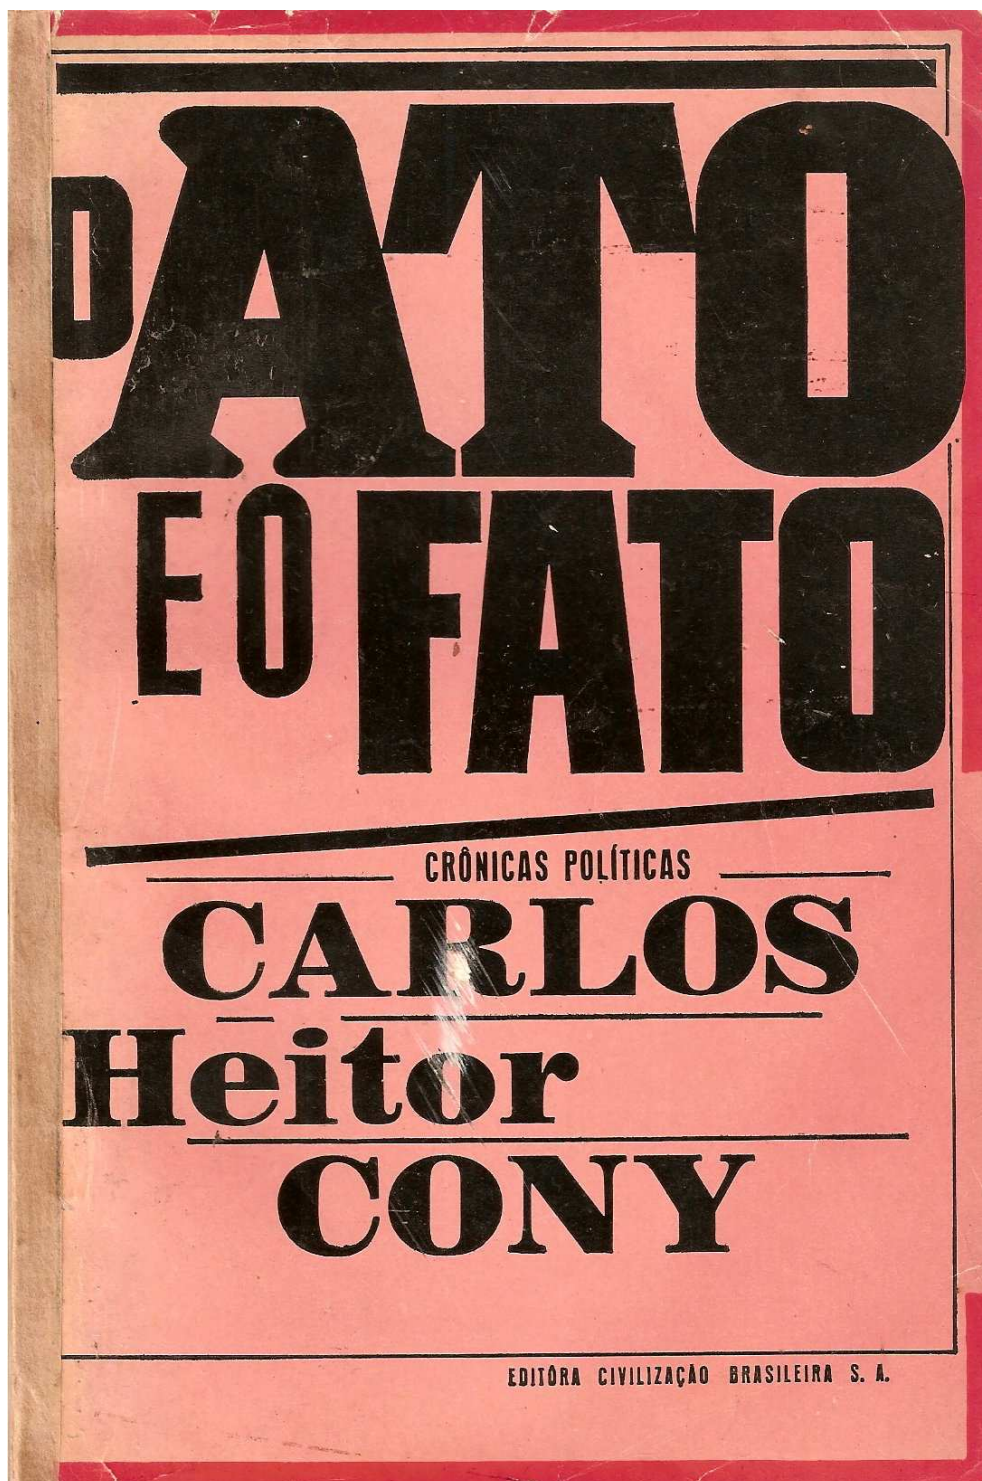 O ATO
E O FATO
CRÔNICAS POLÍTICAS
CARLOS
Heitor
CONY
EDITÔRA CIVILIZAÇÃO BRASILEIRA S. A.